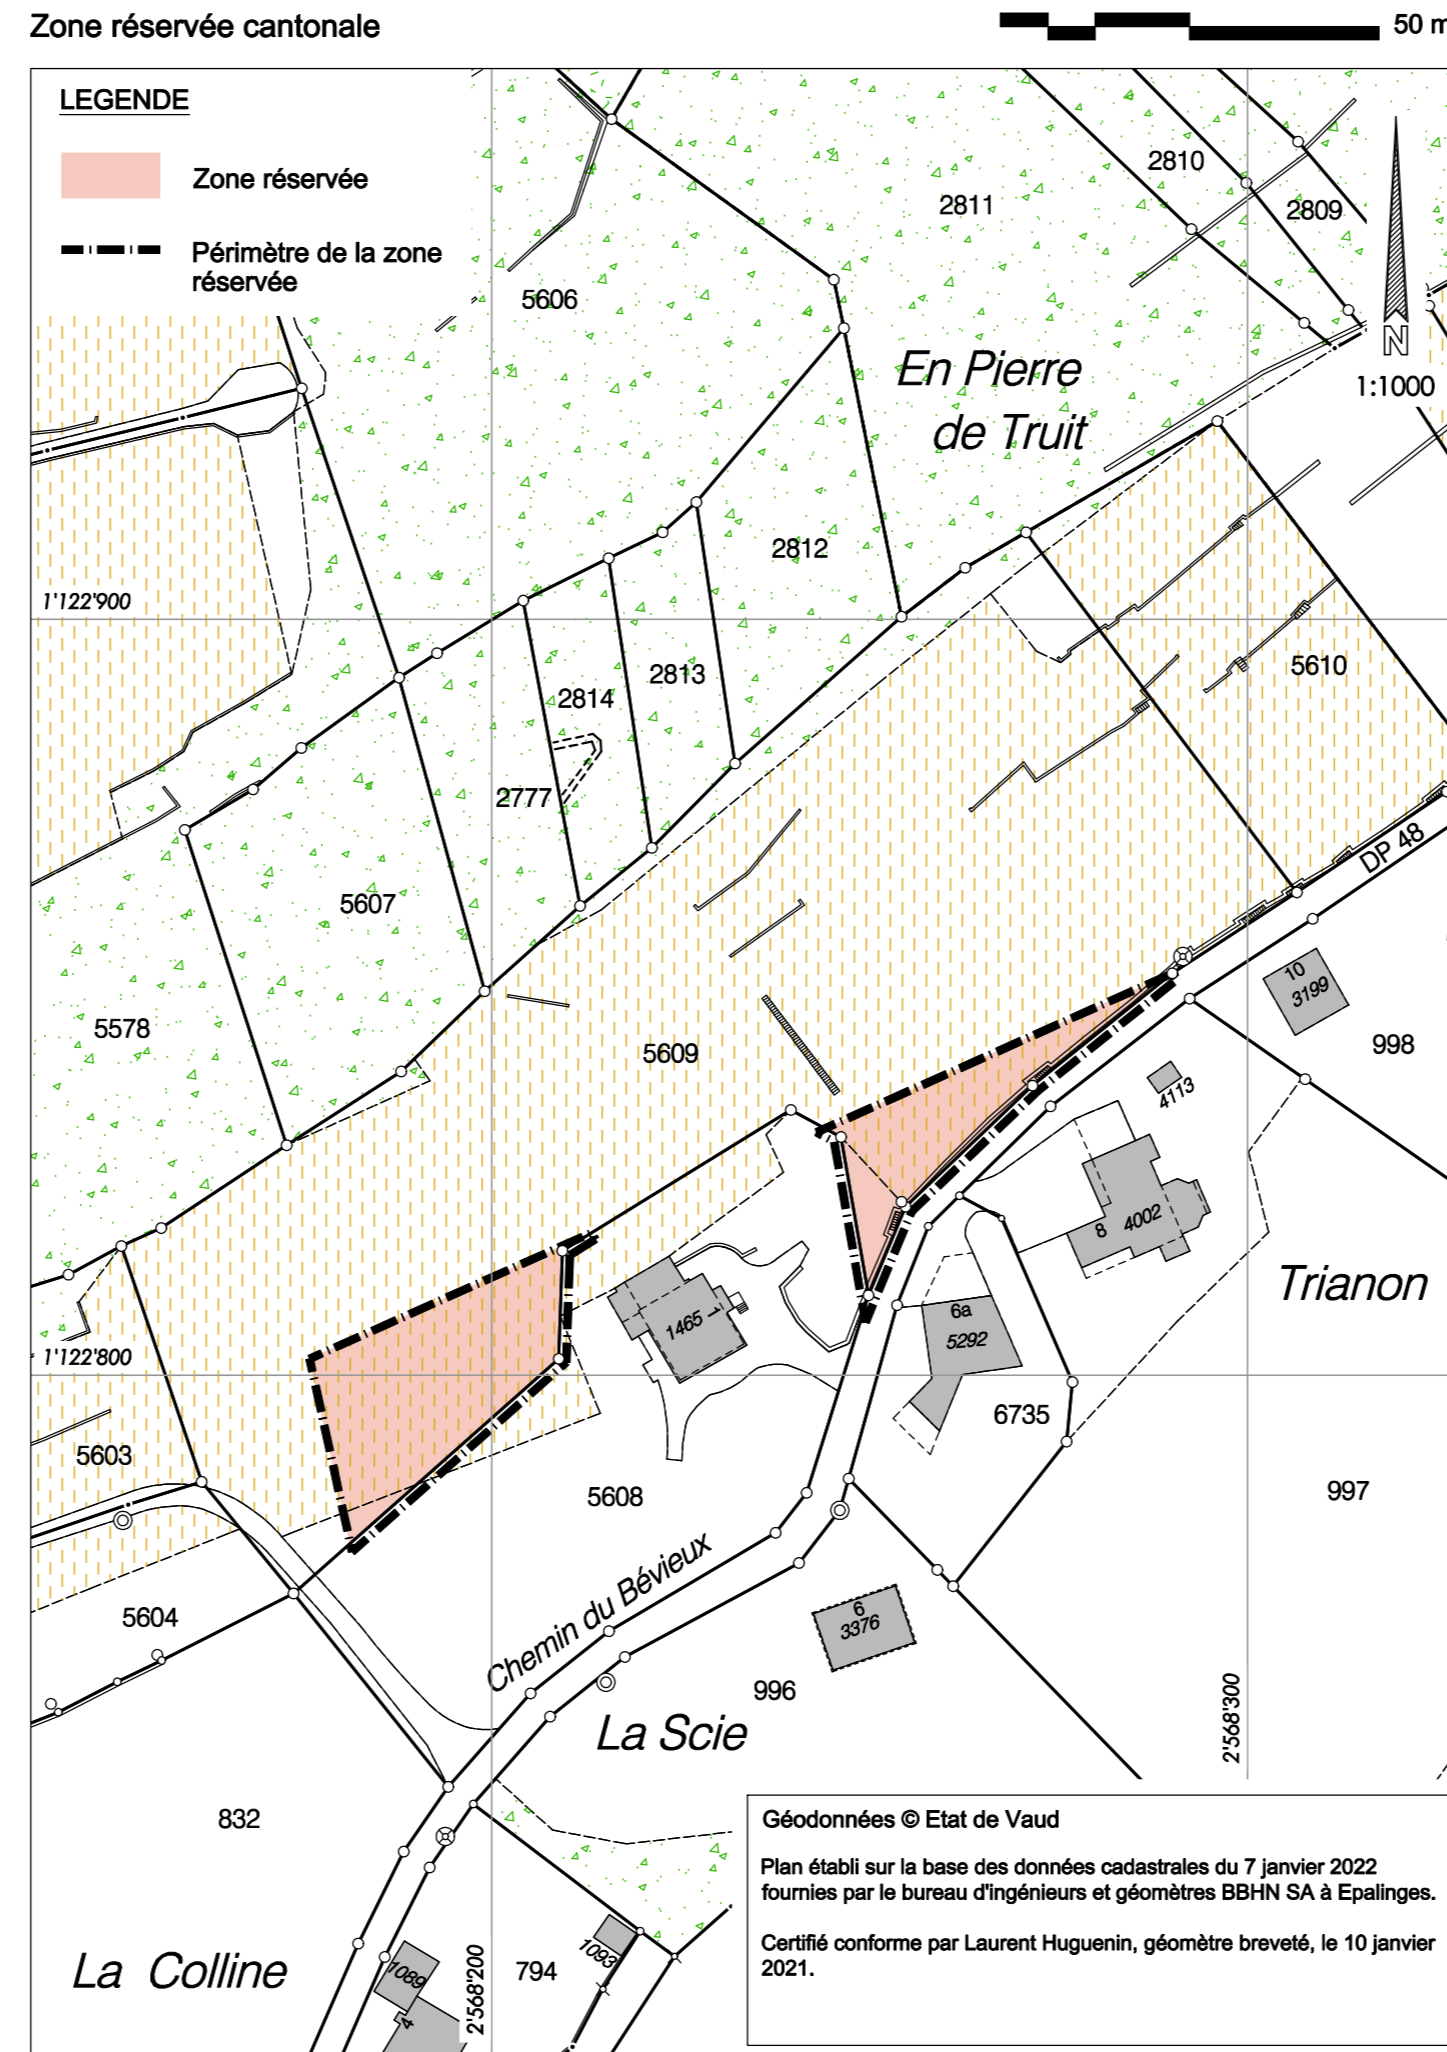 Zone réservée cantonale
50 m
LEGENDE
Zone réservée
Périmètre de la zone
réservée
2810
2811
2809
5606
N
En Pierre
de Truit
1:1000
2812
1'122'900
2813
5610
2814
2777
DP 48
5607
10
3199
5578
5609
998
4113
8
4002
Trianon
6a
1465
1
5292
1'122'800
6735
5603
5608
997
Chemin du Bévieux
5604
6
3376
996
2'568'300
La Scie
832
Géodonnées © Etat de Vaud
Plan établi sur la base des données cadastrales du 7 janvier 2022
fournies par le bureau d'ingénieurs et géomètres BBHN SA à Epalinges.
Certifié conforme par Laurent Huguenin, géomètre breveté, le 10 janvier
2021.
1093
La Colline
1089
794
2'568'200
4